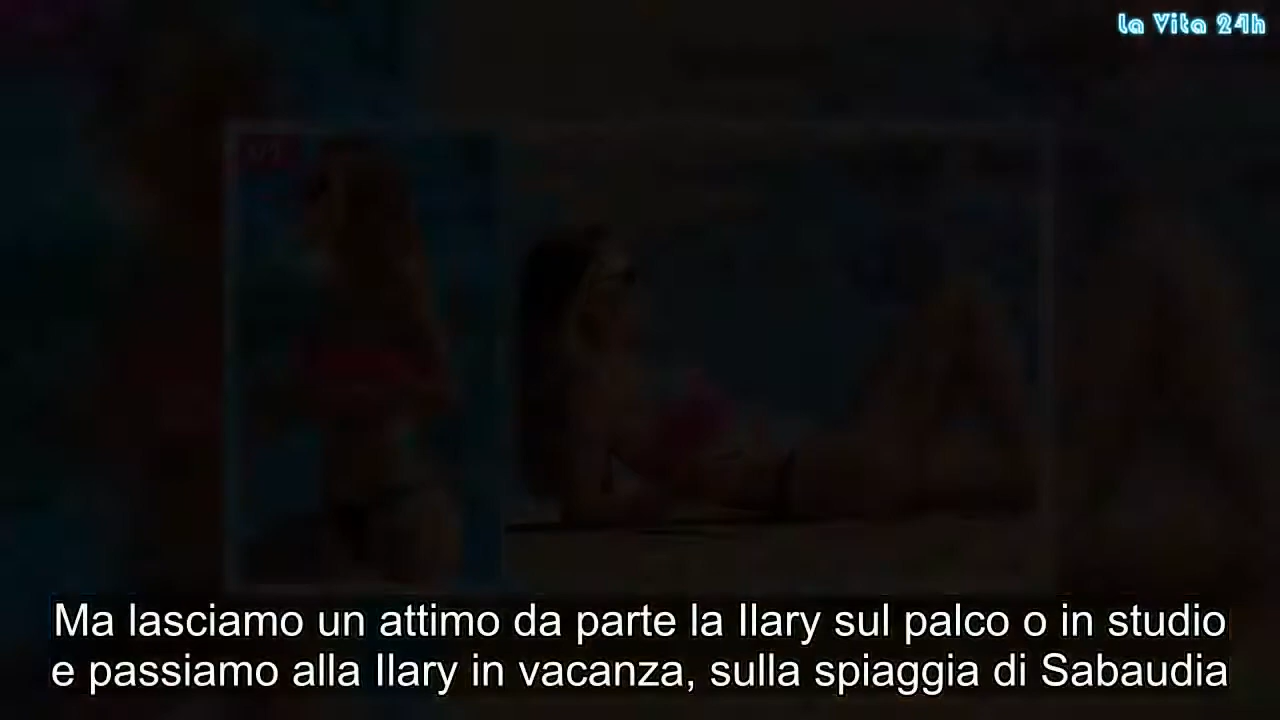 la Vita 24h
Ma lasciamo un attimo da parte la Ilary sul palco o in studio
e passiamo alla Ilary in vacanza, sulla spiaggia di Sabaudia